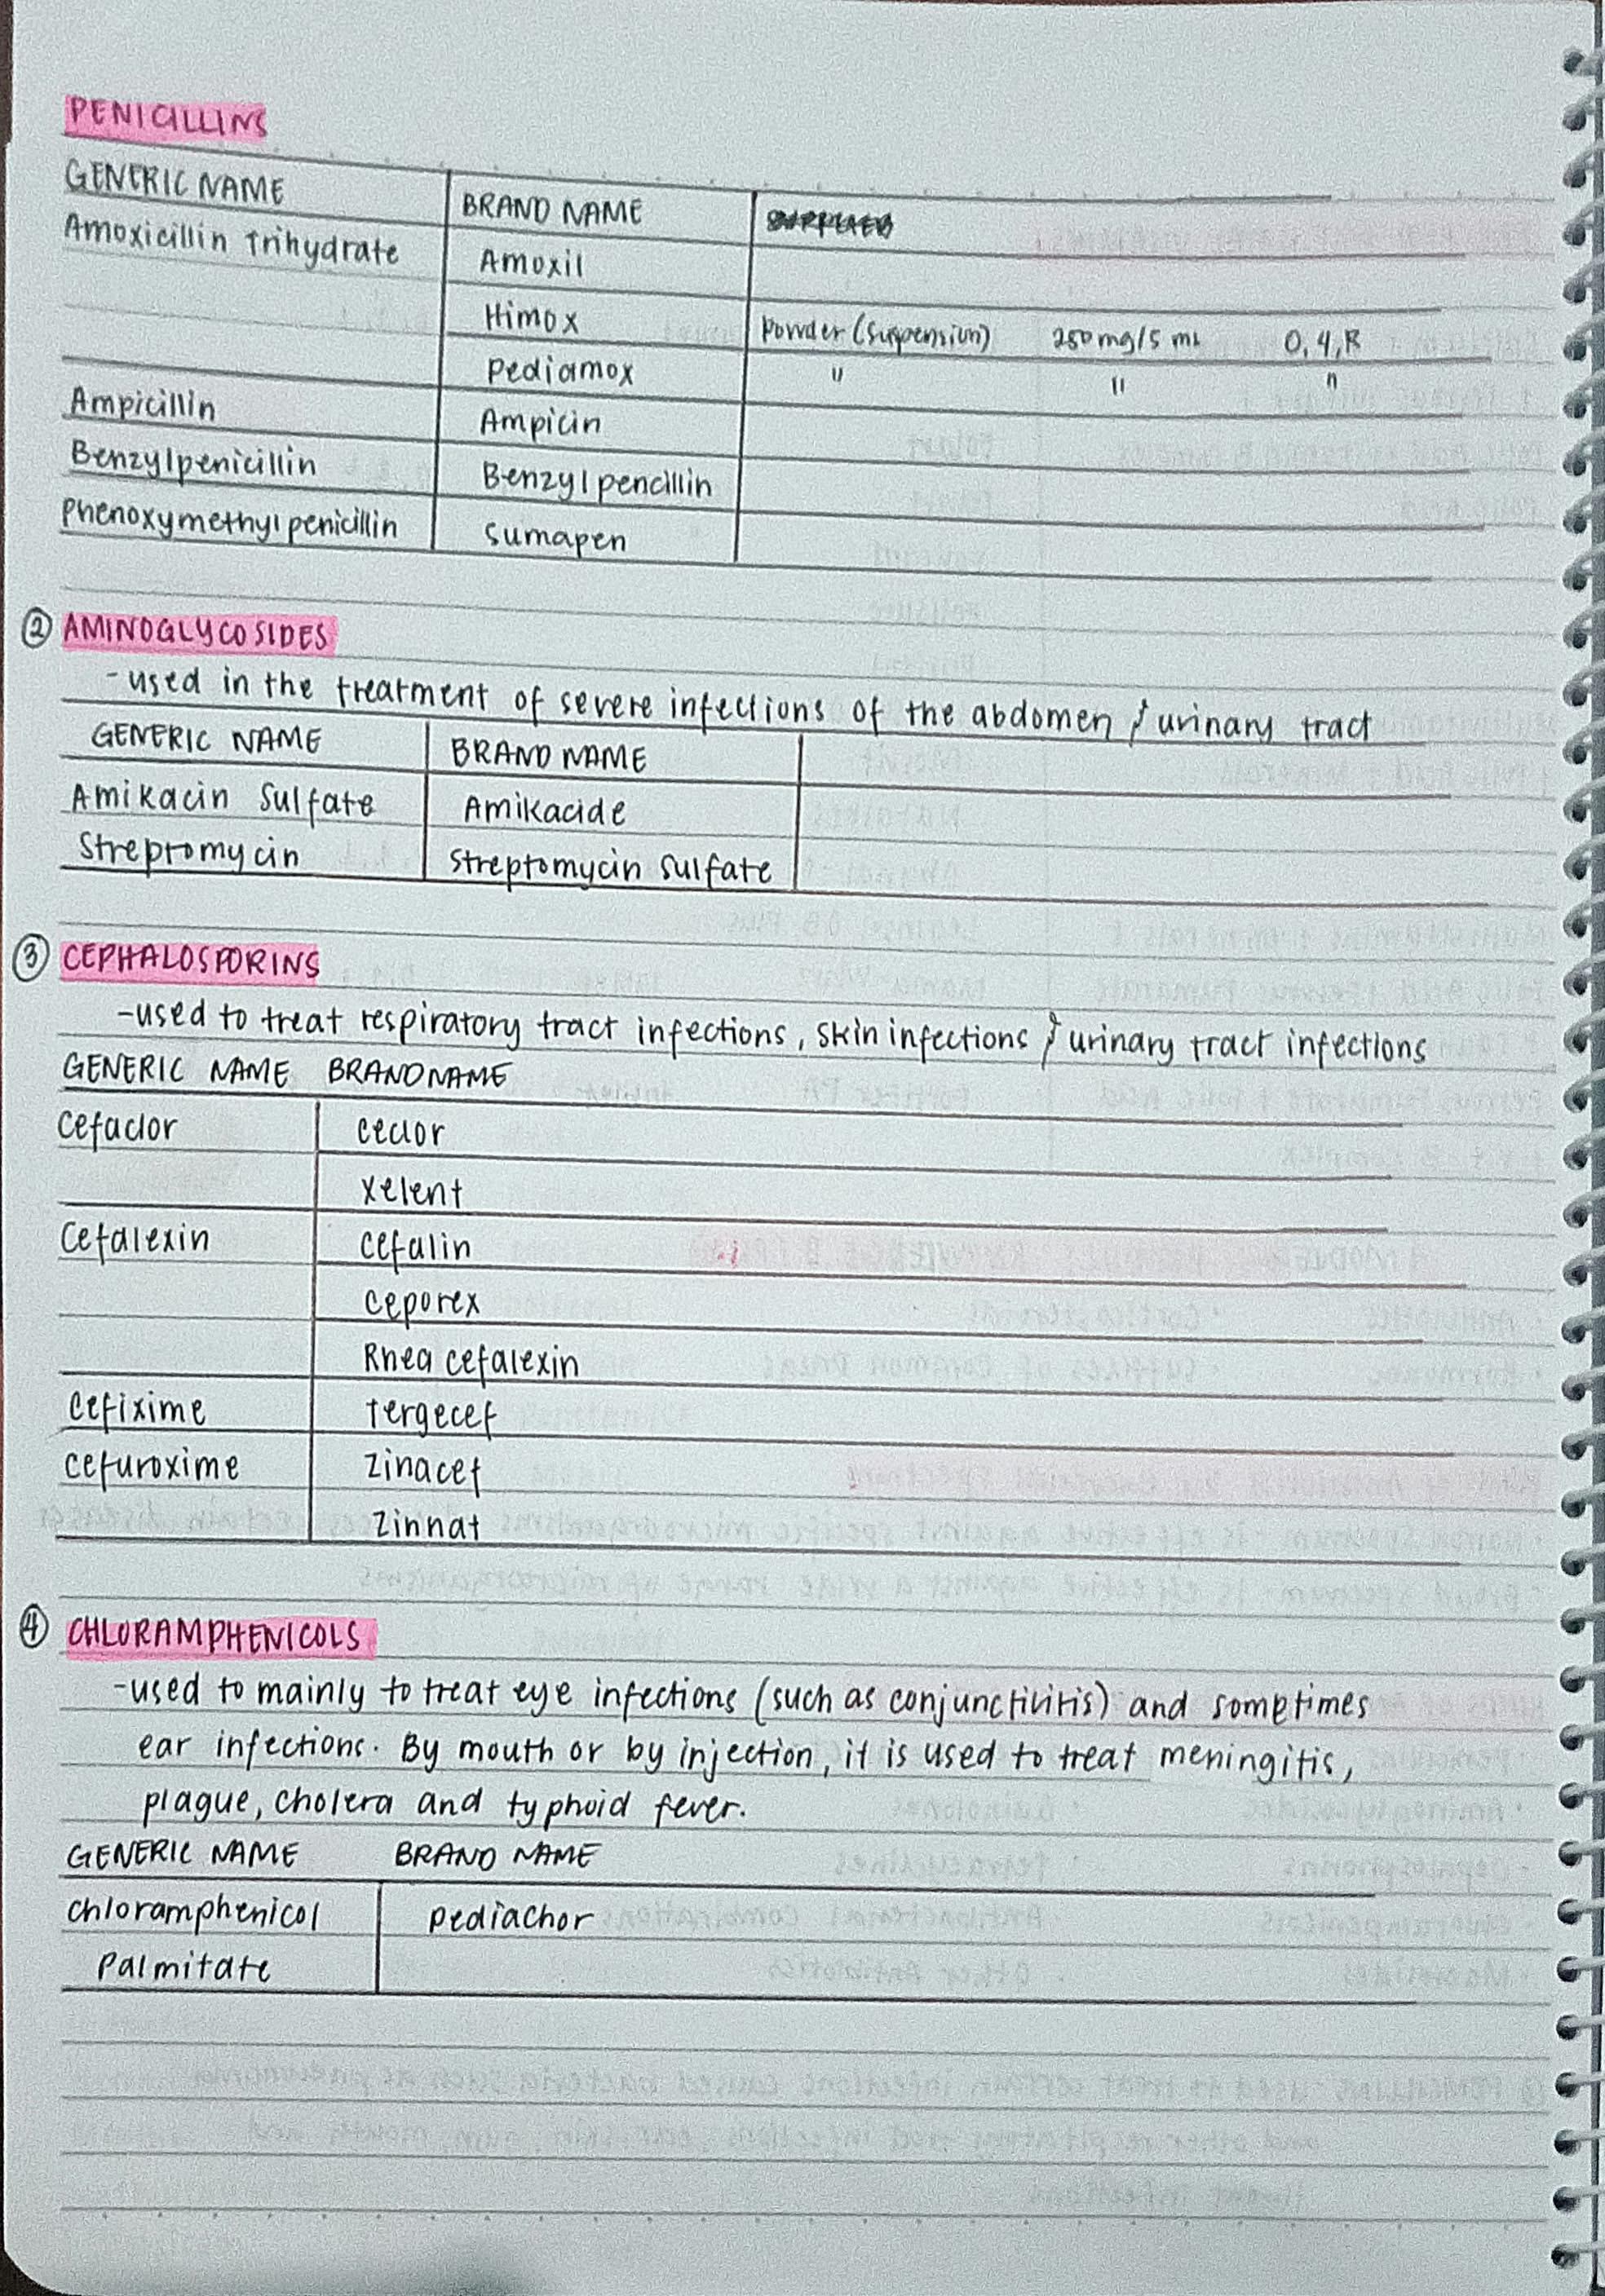 PENICILLINS
GENERIC NAME BRAND NAME
Amoxicillin Trihydrate Amoxil
Himox Powder (suspension) 250 mg/5 mL O, 4, R
Pediamox " " "
Ampicillin Ampicin
Benzylpenicillin Benzylpencillin
Phenoxymethylpenicillin Sumapen
② AMINOGLYCOSIDES
- used in the treatment of severe infections of the abdomen & urinary tract
GENERIC NAME BRAND NAME
Amikacin Sulfate Amikacide
Streptomycin Streptomycin sulfate
③ CEPHALOSPORINS
- used to treat respiratory tract infections, skin infections & urinary tract infections
GENERIC NAME BRAND NAME
Cefaclor Ceclor
Xelent
Cefalexin Cefalin
Ceporex
Rhea cefalexin
Cefixime Tergecef
Cefuroxime Zinacef
Zinnat
④ CHLORAMPHENICOLS
- used to mainly to treat eye infections (such as conjunctivitis) and somptimes
ear infections. By mouth or by injection, it is used to treat meningitis,
plague, cholera and typhoid fever.
GENERIC NAME BRAND NAME
Chloramphenicol Pediachor
Palmitate